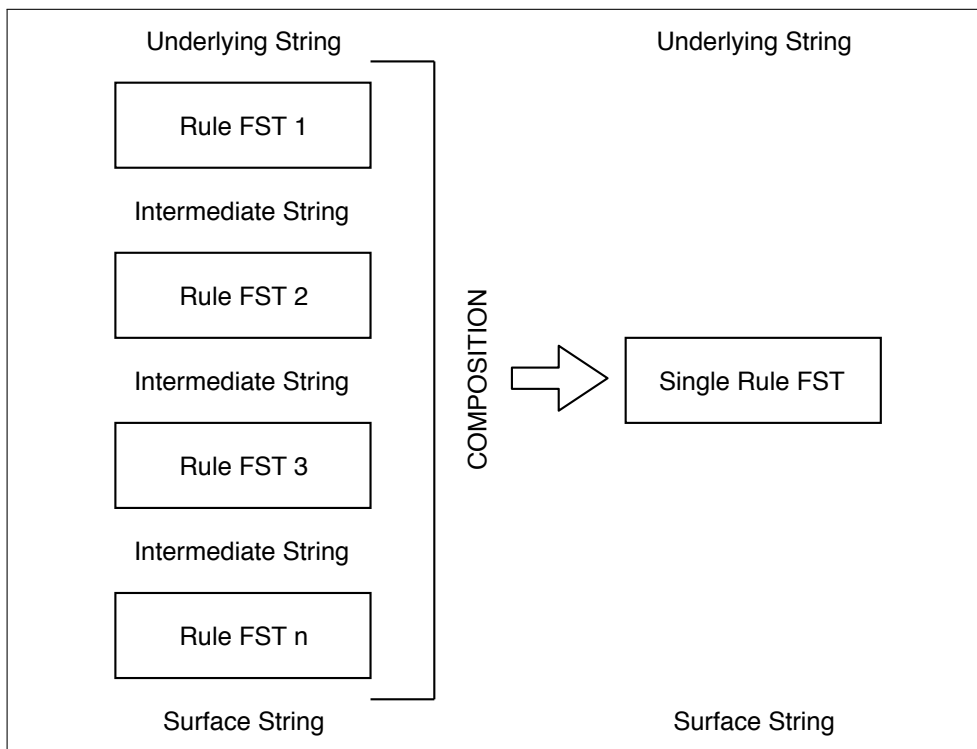 Underlying String
Rule FST 1
Intermediate String
Rule FST 2
Intermediate String
Rule FST 3
Intermediate String
Rule FST n
Surface String
COMPOSITION
Underlying String
Single Rule FST
Surface String